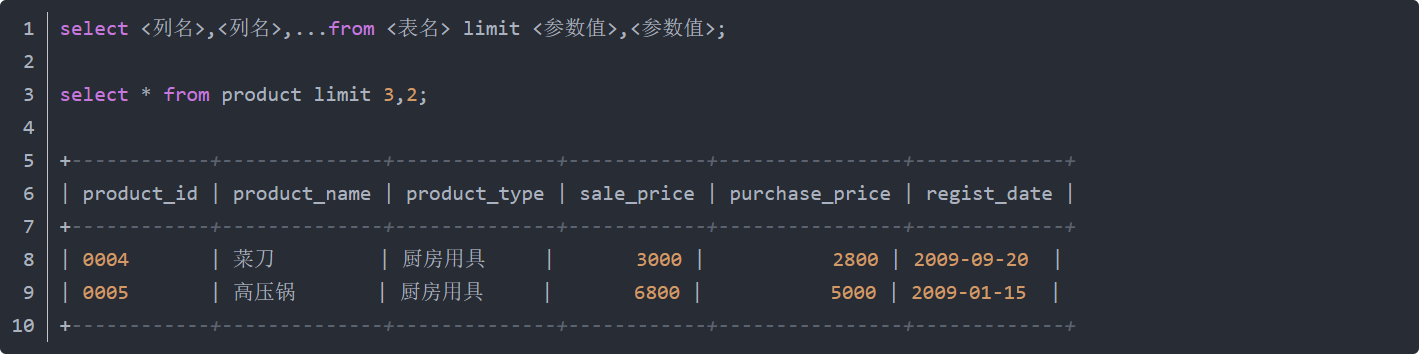 1 select <列名>,<列名>,...from <表名> limit <参数值>,<参数值>;
2
3 select * from product limit 3,2;
4
5 +------------+--------------+--------------+------------+----------------+-------------+
6 | product_id | product_name | product_type | sale_price | purchase_price | regist_date |
7 +------------+--------------+--------------+------------+----------------+-------------+
8 | 0004       | 菜刀         | 厨房用具     |       3000 |           2800 | 2009-09-20  |
9 | 0005       | 高压锅       | 厨房用具     |       6800 |           5000 | 2009-01-15  |
10 +------------+--------------+--------------+------------+----------------+-------------+